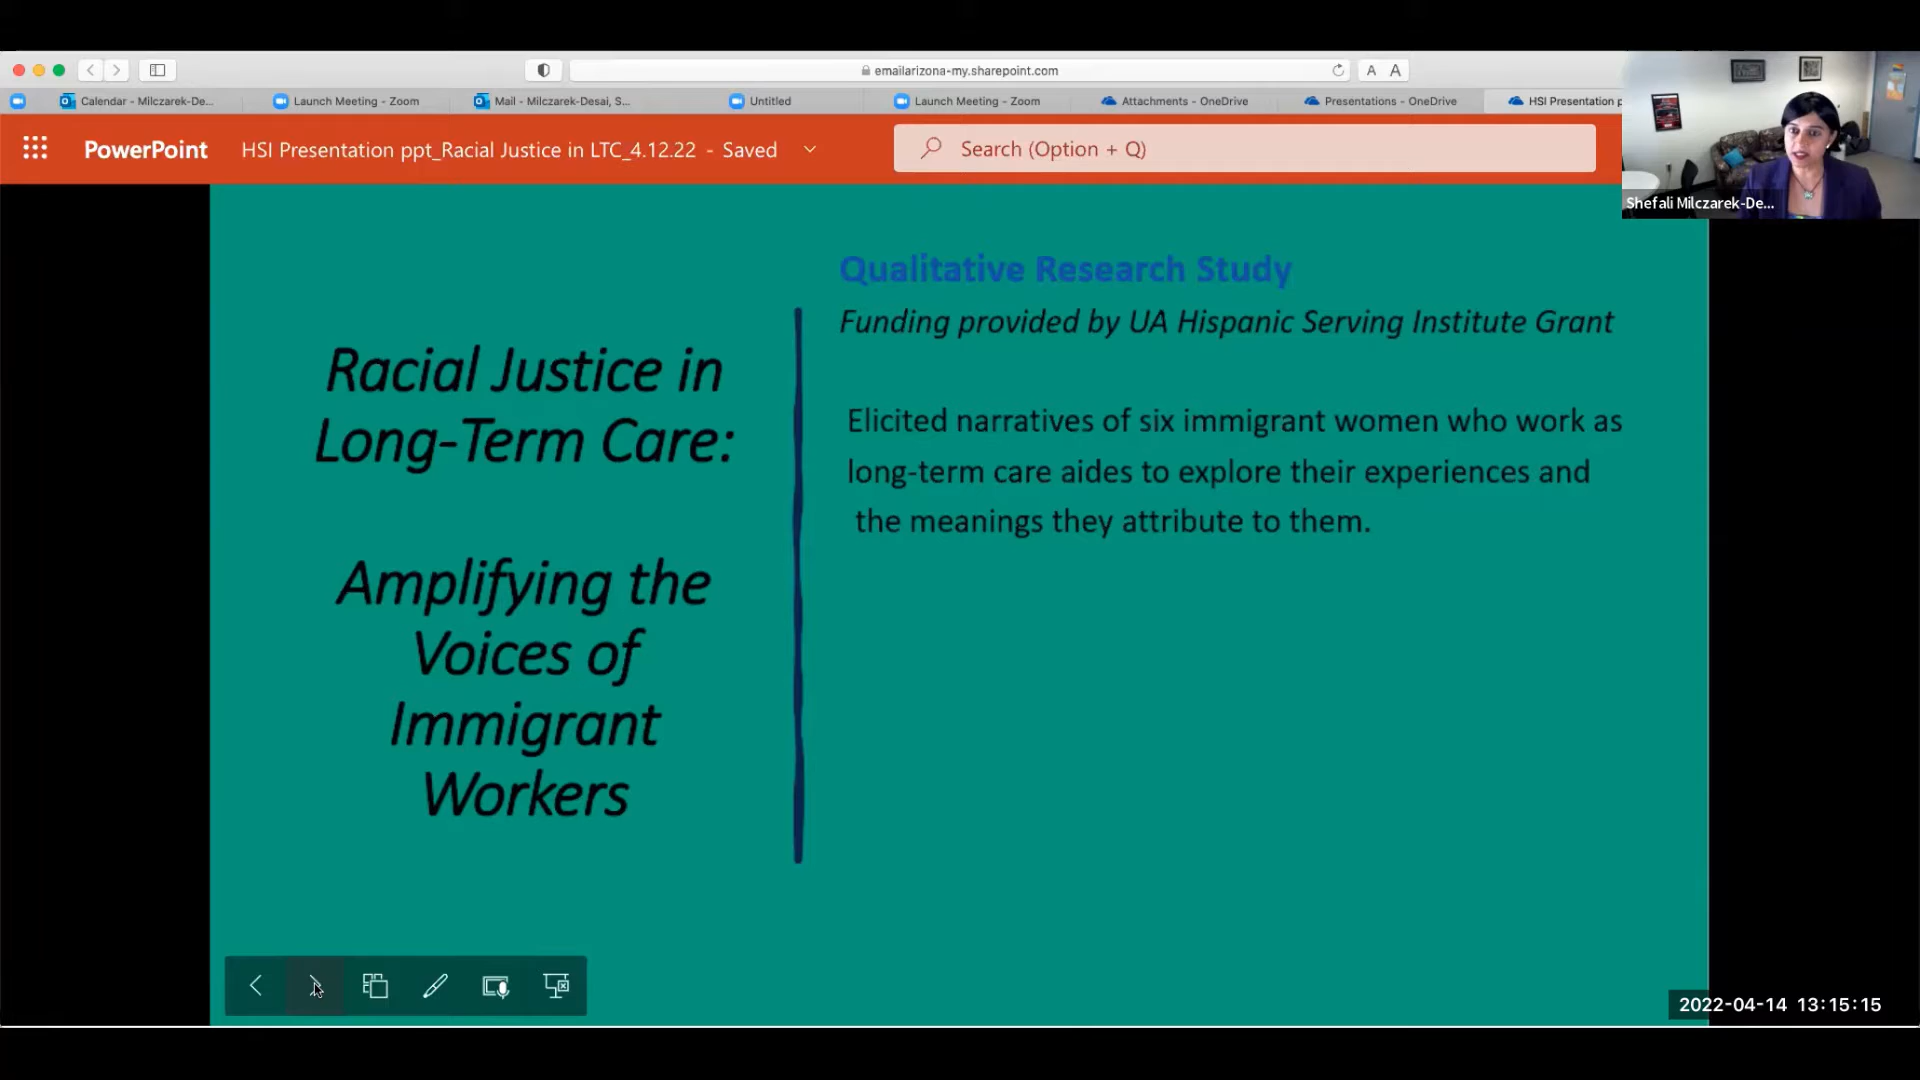 emailarizona-my.sharepoint.com
A A
Calendar - Milczarek-De...
Launch Meeting - Zoom
Mail - Milczarek-Desai, S...
Untitled
Launch Meeting - Zoom
Attachments - OneDrive
Presentations - OneDrive
HSI Presentation p
PowerPoint
HSI Presentation ppt_Racial Justice in LTC_4.12.22 - Saved
Search (Option + Q)
Shefali Milczarek-De...
Racial Justice in
Long-Term Care:
Amplifying the
Voices of
Immigrant
Workers
Qualitative Research Study
Funding provided by UA Hispanic Serving Institute Grant
Elicited narratives of six immigrant women who work as
long-term care aides to explore their experiences and
the meanings they attribute to them.
2022-04-14 13:15:15